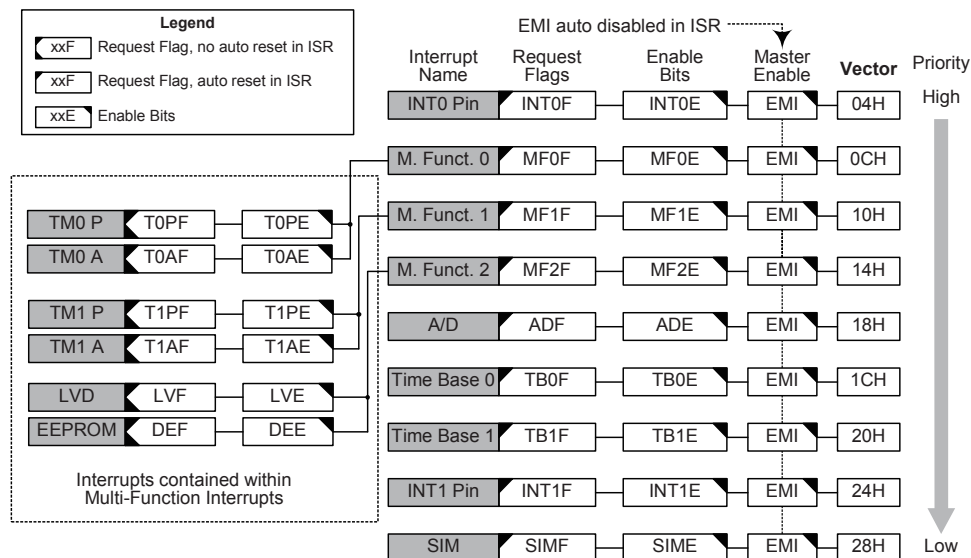 Legend
xxF Request Flag, no auto reset in ISR
xxF Request Flag, auto reset in ISR
xxE Enable Bits
EMI auto disabled in ISR
Interrupt Name Request Flags Enable Bits Master Enable Vector Priority
High
INT0 Pin INT0F INT0E EMI 04H
M. Funct. 0 MF0F MF0E EMI 0CH
M. Funct. 1 MF1F MF1E EMI 10H
M. Funct. 2 MF2F MF2E EMI 14H
A/D ADF ADE EMI 18H
Time Base 0 TB0F TB0E EMI 1CH
Time Base 1 TB1F TB1E EMI 20H
INT1 Pin INT1F INT1E EMI 24H
SIM SIMF SIME EMI 28H
Low
TM0 P T0PF T0PE
TM0 A T0AF T0AE
TM1 P T1PF T1PE
TM1 A T1AF T1AE
LVD LVF LVE
EEPROM DEF DEE
Interrupts contained within
Multi-Function Interrupts